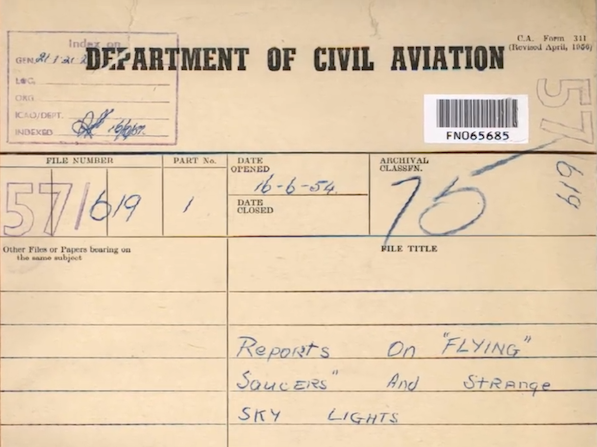 Index on
GEN.
LOC.
ORG.
ICAO/DEPT.
INDEXED
DEPARTMENT OF CIVIL AVIATION
C.A. Form 311
(Revised April, 1956)
FN065685
57
619
FILE NUMBER
PART No.
DATE OPENED
ARCHIVAL CLASSFN.
57/619
1
16-6-54.
75
DATE CLOSED
Other Files or Papers bearing on
the same subject
FILE TITLE
Reports On "FLYING"
Saucers" And Strange
SKY LIGHTS